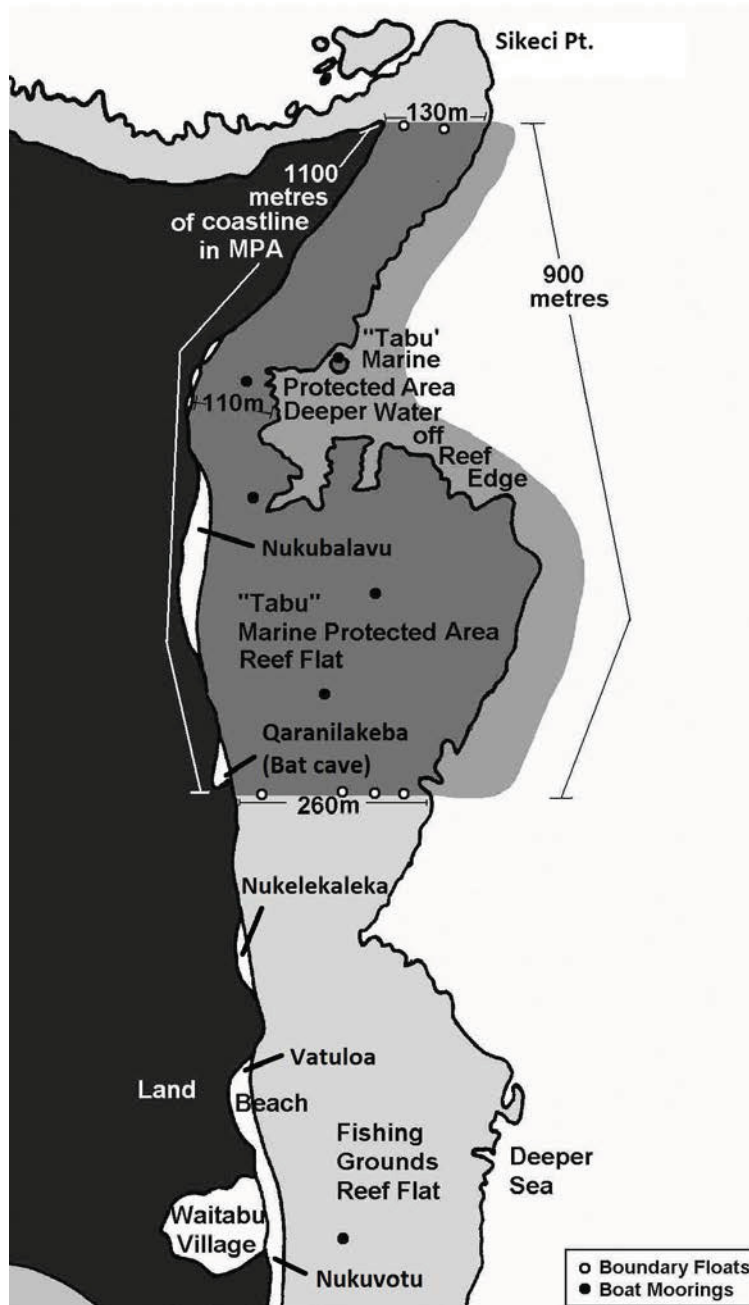 Sikeci Pt.
130m
1100
metres
of coastline
in MPA
900
metres
"Tabu'
Marine
Protected Area
Deeper Water
off
Reef
Edge
110m
Nukubalavu
"Tabu"
Marine Protected Area
Reef Flat
Qaranilakeba
(Bat cave)
260m
Nukelekaleka
Vatuloa
Land
Beach
Fishing
Grounds
Reef Flat
Deeper
Sea
Waitabu
Village
Nukuvotu
Boundary Floats
Boat Moorings